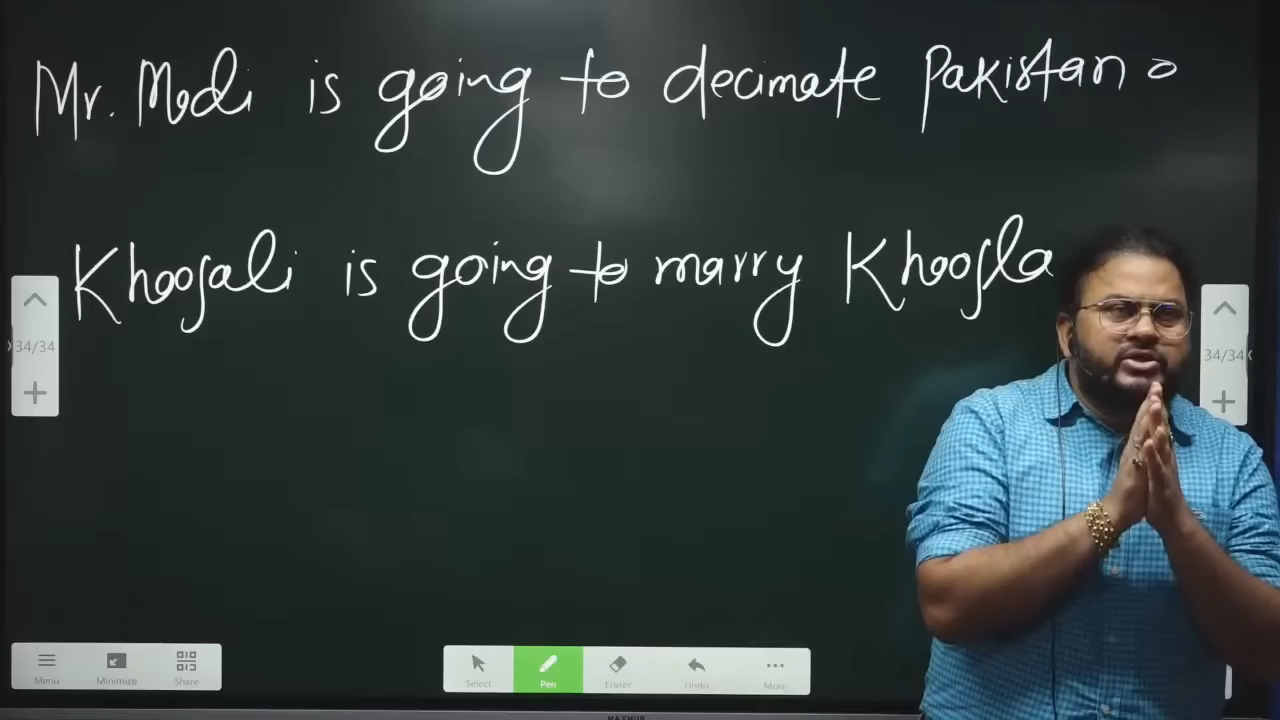 Mr. Modi is going to decimate Pakistan.
Khoosali is going to marry Khoosla
34/34
34/34
Menu Minimize Share Select Pen Eraser Undo More
MAXHUB